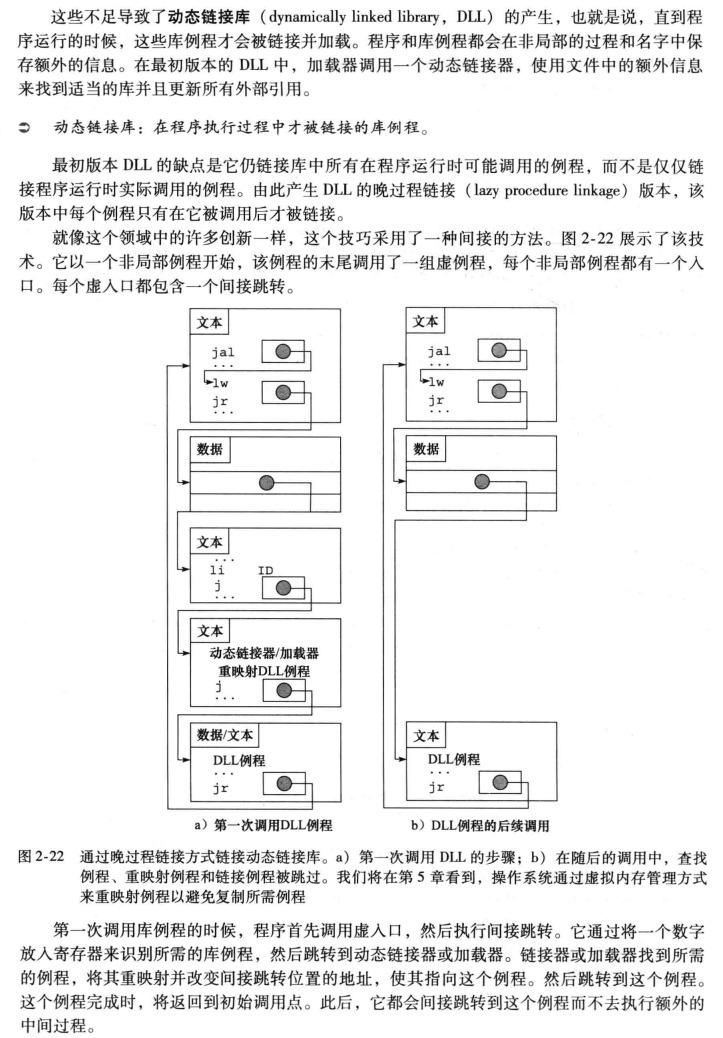 这些不足导致了动态链接库（dynamically linked library，DLL）的产生，也就是说，直到程
序运行的时候，这些库例程才会被链接并加载。程序和库例程都会在非局部的过程和名字中保
存额外的信息。在最初版本的 DLL 中，加载器调用一个动态链接器，使用文件中的额外信息
来找到适当的库并且更新所有外部引用。
⊃ 动态链接库：在程序执行过程中才被链接的库例程。
最初版本 DLL 的缺点是它仍链接库中所有在程序运行时可能调用的例程，而不是仅仅链
接程序运行时实际调用的例程。由此产生 DLL 的晚过程链接（lazy procedure linkage）版本，该
版本中每个例程只有在它被调用后才被链接。
就像这个领域中的许多创新一样，这个技巧采用了一种间接的方法。图 2-22 展示了该技
术。它以一个非局部例程开始，该例程的末尾调用了一组虚例程，每个非局部例程都有一个入
口。每个虚入口都包含一个间接跳转。
文本
jal
...
lw
jr
...
数据
文本
...
li ID
j
...
文本
动态链接器/加载器
重映射DLL例程
j
...
数据/文本
DLL例程
...
jr
a）第一次调用DLL例程
文本
jal
...
lw
jr
...
数据
文本
DLL例程
...
jr
b）DLL例程的后续调用
图 2-22 通过晚过程链接方式链接动态链接库。a）第一次调用 DLL 的步骤；b）在随后的调用中，查找
例程、重映射例程和链接例程被跳过。我们将在第 5 章看到，操作系统通过虚拟内存管理方式
来重映射例程以避免复制所需例程
第一次调用库例程的时候，程序首先调用虚入口，然后执行间接跳转。它通过将一个数字
放入寄存器来识别所需的库例程，然后跳转到动态链接器或加载器。链接器或加载器找到所需
的例程，将其重映射并改变间接跳转位置的地址，使其指向这个例程。然后跳转到这个例程。
这个例程完成时，将返回到初始调用点。此后，它都会间接跳转到这个例程而不去执行额外的
中间过程。